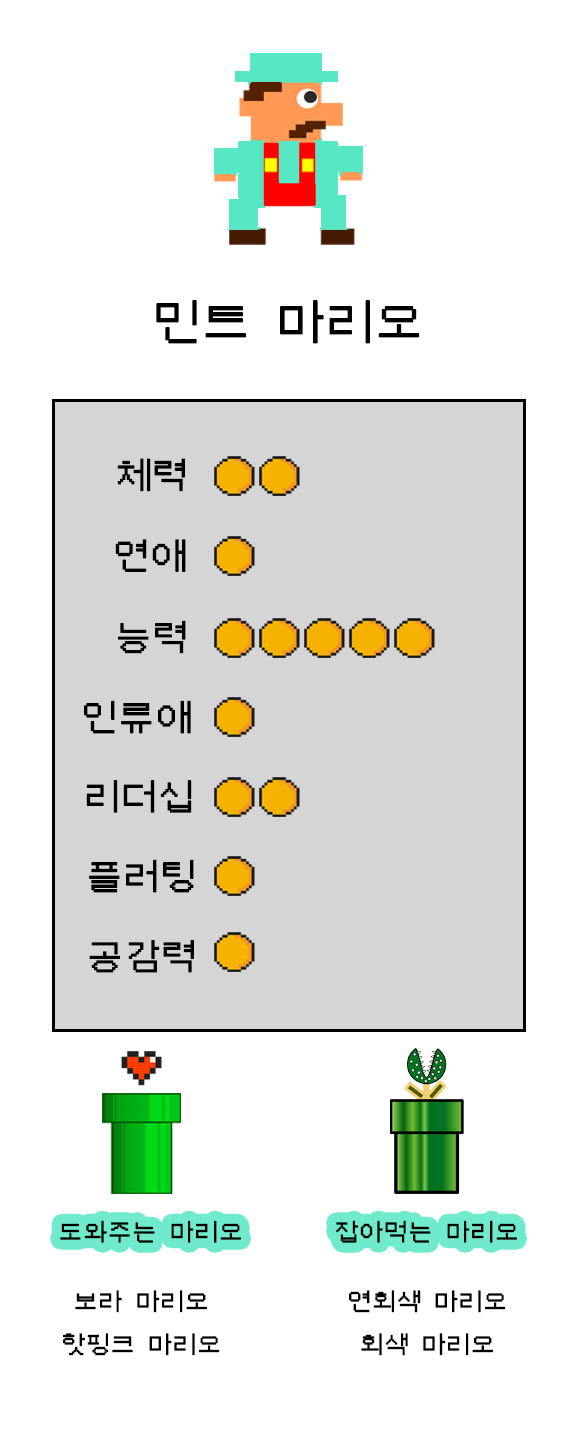 민트 마리오
체력
연애
능력
인류애
리더십
플러팅
공감력
도와주는 마리오
잡아먹는 마리오
보라 마리오
연회색 마리오
핫핑크 마리오
회색 마리오